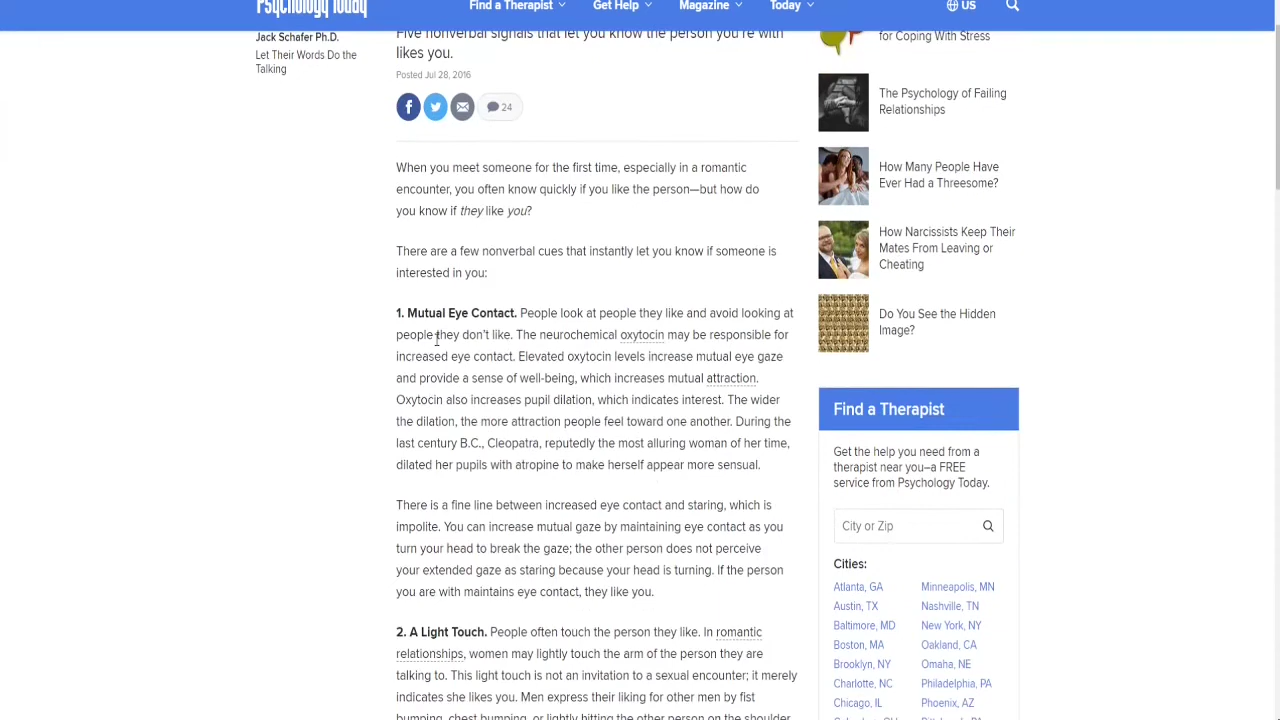 Psychology Today
Find a Therapist
Get Help
Magazine
Today
US
Jack Schafer Ph.D.
Let Their Words Do the
Talking
Five nonverbal signals that let you know the person you're with
likes you.
Posted Jul 28, 2016
24
When you meet someone for the first time, especially in a romantic
encounter, you often know quickly if you like the person—but how do
you know if they like you?
There are a few nonverbal cues that instantly let you know if someone is
interested in you:
1. Mutual Eye Contact. People look at people they like and avoid looking at
people they don't like. The neurochemical oxytocin may be responsible for
increased eye contact. Elevated oxytocin levels increase mutual eye gaze
and provide a sense of well-being, which increases mutual attraction.
Oxytocin also increases pupil dilation, which indicates interest. The wider
the dilation, the more attraction people feel toward one another. During the
last century B.C., Cleopatra, reputedly the most alluring woman of her time,
dilated her pupils with atropine to make herself appear more sensual.
There is a fine line between increased eye contact and staring, which is
impolite. You can increase mutual gaze by maintaining eye contact as you
turn your head to break the gaze; the other person does not perceive
your extended gaze as staring because your head is turning. If the person
you are with maintains eye contact, they like you.
2. A Light Touch. People often touch the person they like. In romantic
relationships, women may lightly touch the arm of the person they are
talking to. This light touch is not an invitation to a sexual encounter; it merely
indicates she likes you. Men express their liking for other men by fist
bumping, chest bumping, or lightly hitting the other person on the shoulder
for Coping With Stress
The Psychology of Failing
Relationships
How Many People Have
Ever Had a Threesome?
How Narcissists Keep Their
Mates From Leaving or
Cheating
Do You See the Hidden
Image?
Find a Therapist
Get the help you need from a
therapist near you–a FREE
service from Psychology Today.
City or Zip
Cities:
Atlanta, GA
Minneapolis, MN
Austin, TX
Nashville, TN
Baltimore, MD
New York, NY
Boston, MA
Oakland, CA
Brooklyn, NY
Omaha, NE
Charlotte, NC
Philadelphia, PA
Chicago, IL
Phoenix, AZ